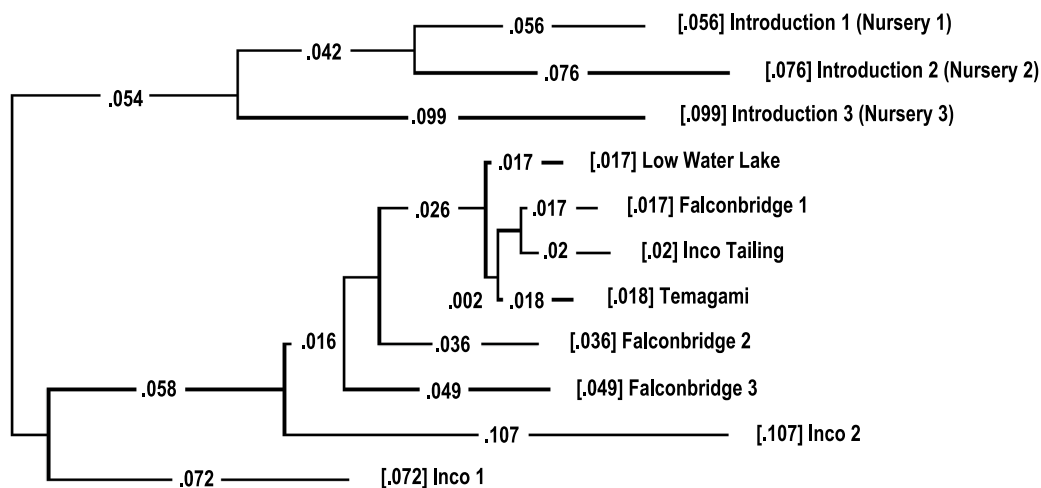 .056 [.056] Introduction 1 (Nursery 1)
.042
.076 [.076] Introduction 2 (Nursery 2)
.054
.099 [.099] Introduction 3 (Nursery 3)
.017 [.017] Low Water Lake
.026 .017 [.017] Falconbridge 1
.02 [.02] Inco Tailing
.002 .018 [.018] Temagami
.016 .036 [.036] Falconbridge 2
.058 .049 [.049] Falconbridge 3
.107 [.107] Inco 2
.072 [.072] Inco 1